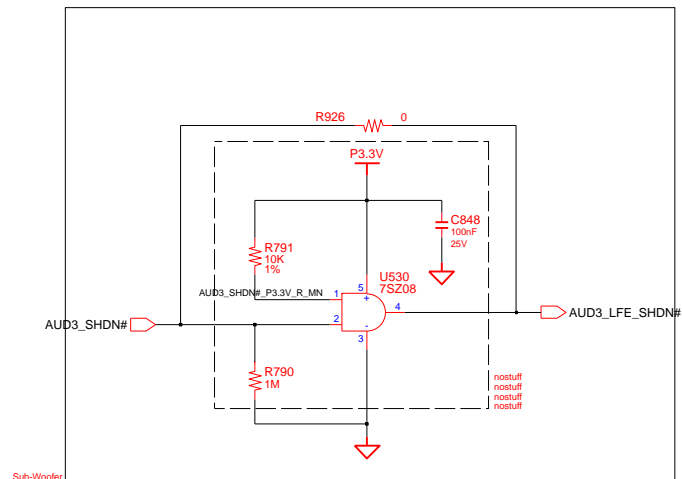 R926 0
P3.3V
C848
100nF
25V
R791
10K
1%
U530
7SZ08
AUD3_SHDN#_P3.3V_R_MN
1
5
+
4
2
-
3
AUD3_SHDN#
AUD3_LFE_SHDN#
R790
1M
nostuff
nostuff
nostuff
nostuff
Sub-Woofer